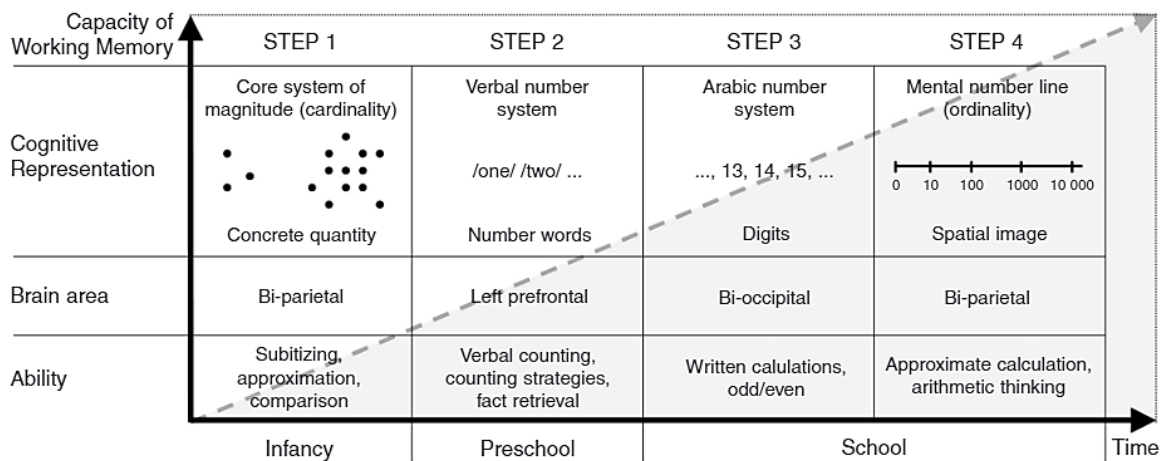 Capacity of
Working Memory
STEP 1
STEP 2
STEP 3
STEP 4
Cognitive
Representation
Core system of
magnitude (cardinality)
Concrete quantity
Verbal number
system
/one/ /two/ ...
Number words
Arabic number
system
..., 13, 14, 15, ...
Digits
Mental number line
(ordinality)
0 10 100 1000 10 000
Spatial image
Brain area
Bi-parietal
Left prefrontal
Bi-occipital
Bi-parietal
Ability
Subitizing,
approximation,
comparison
Verbal counting,
counting strategies,
fact retrieval
Written calulations,
odd/even
Approximate calculation,
arithmetic thinking
Infancy
Preschool
School
Time